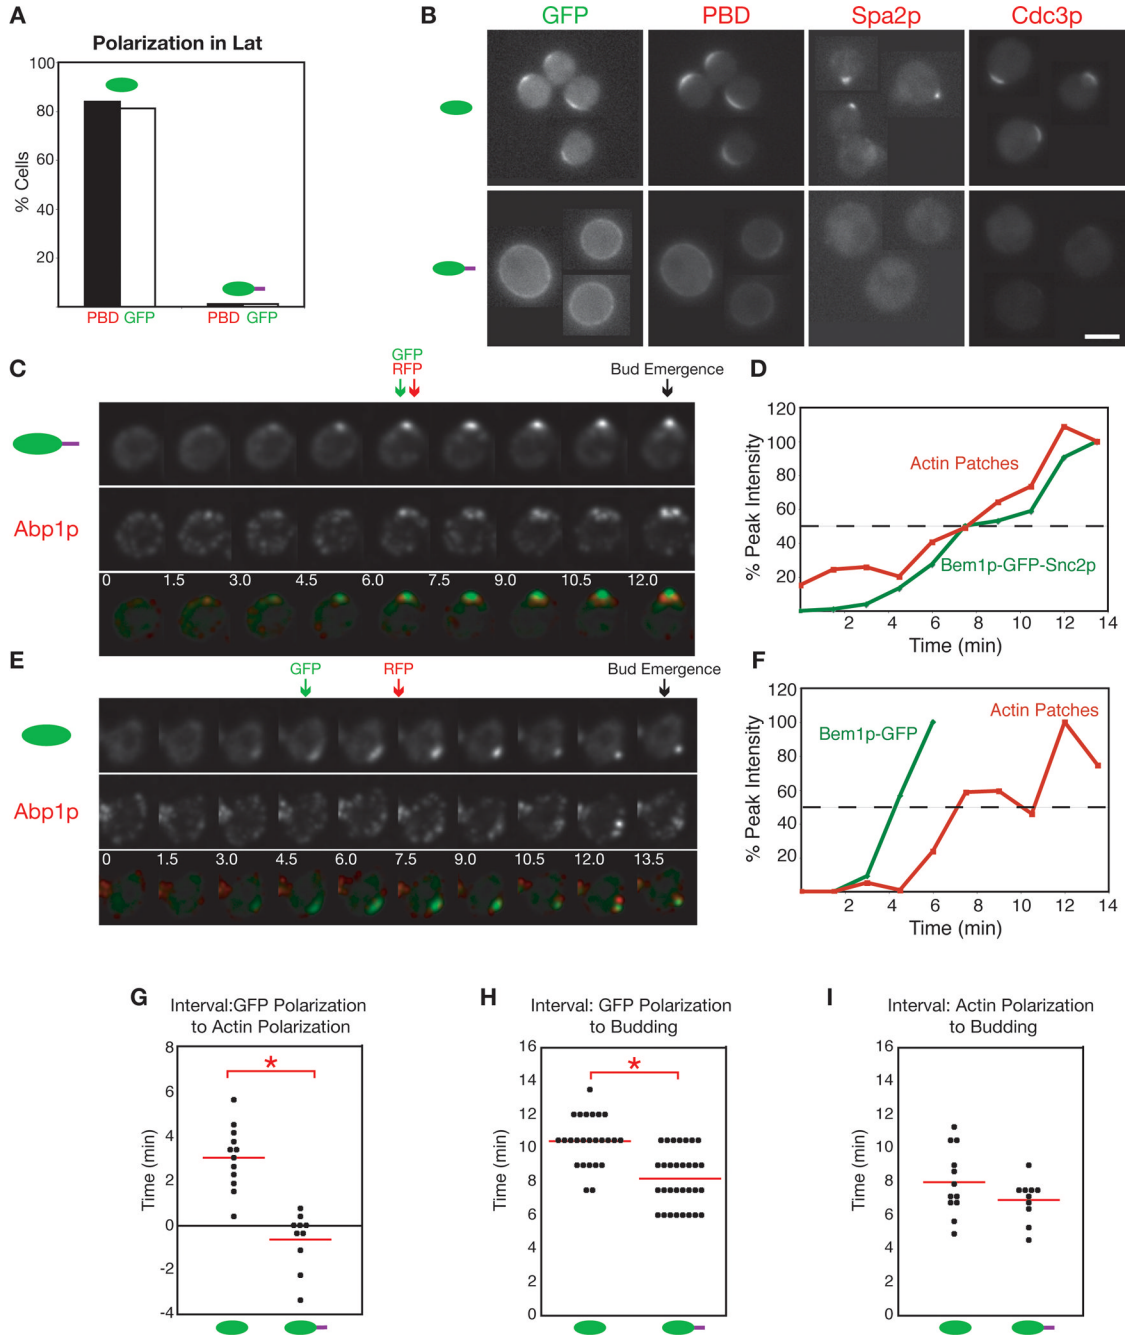 A
Polarization in Lat
% Cells
100
80
60
40
20
PBD GFP
PBD GFP
B
GFP
PBD
Spa2p
Cdc3p
C
GFP
RFP
Bud Emergence
Abp1p
0 1.5 3.0 4.5 6.0 7.5 9.0 10.5 12.0
D
% Peak Intensity
120
100
80
60
40
20
Actin Patches
Bem1p-GFP-Snc2p
2 4 6 8 10 12 14
Time (min)
E
GFP
RFP
Bud Emergence
Abp1p
0 1.5 3.0 4.5 6.0 7.5 9.0 10.5 12.0 13.5
F
% Peak Intensity
120
100
80
60
40
20
Bem1p-GFP
Actin Patches
2 4 6 8 10 12 14
Time (min)
G
Interval:GFP Polarization
to Actin Polarization
Time (min)
8
6
4
2
0
-2
-4
*
H
Interval: GFP Polarization
to Budding
Time (min)
16
14
12
10
8
6
4
2
0
*
I
Interval: Actin Polarization
to Budding
Time (min)
16
14
12
10
8
6
4
2
0